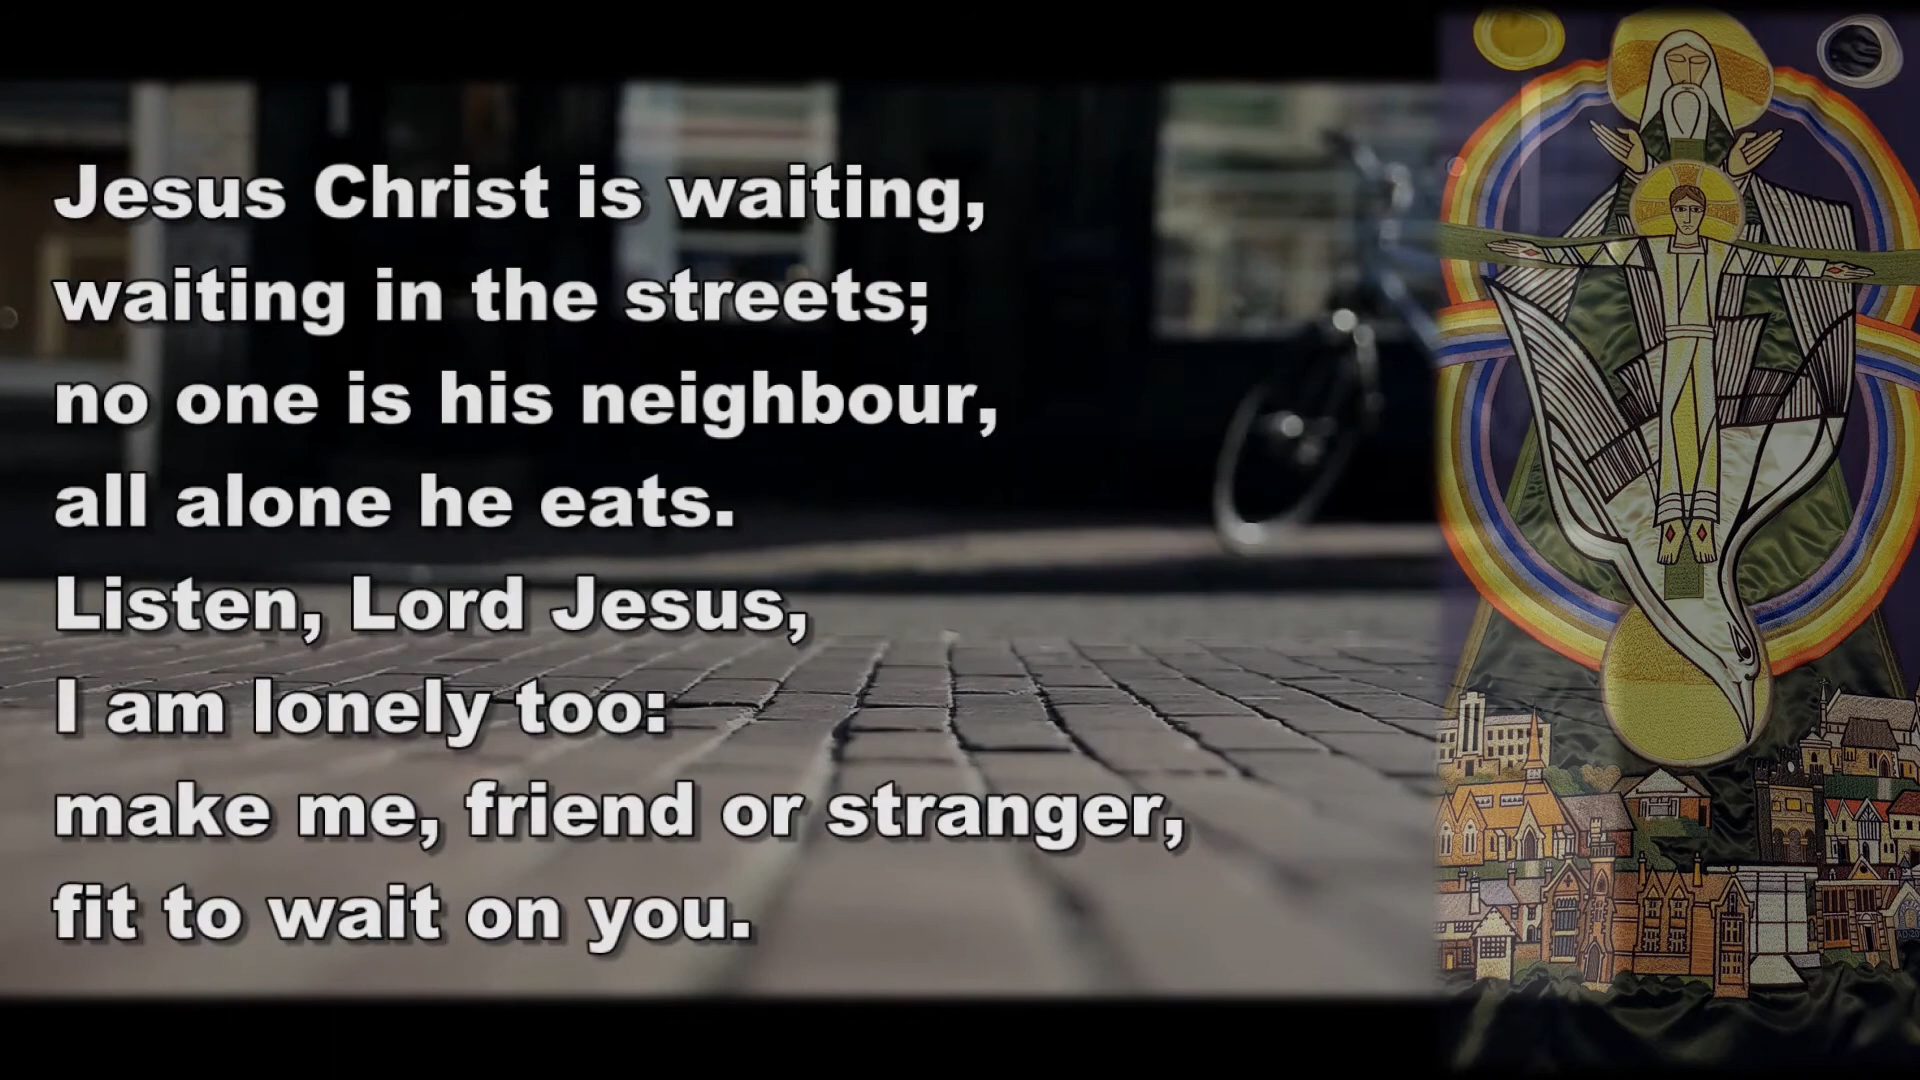 Jesus Christ is waiting,
waiting in the streets;
no one is his neighbour,
all alone he eats.
Listen, Lord Jesus,
I am lonely too:
make me, friend or stranger,
fit to wait on you.